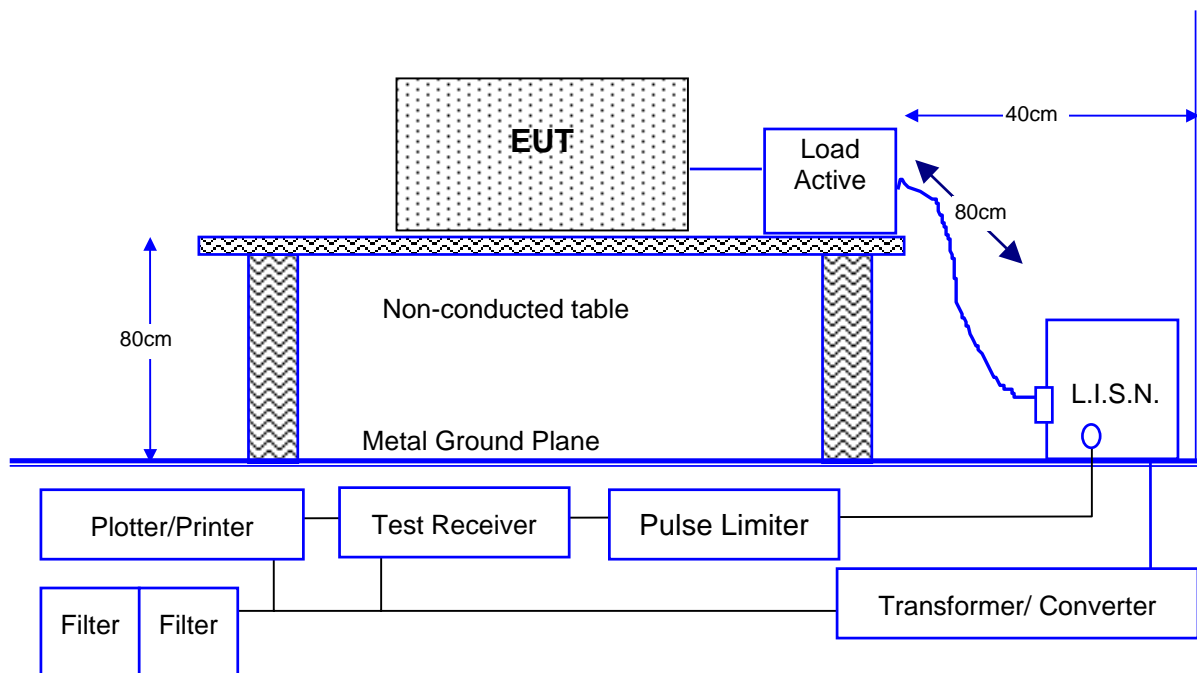 40cm
EUT
Load
Active
80cm
Non-conducted table
80cm
L.I.S.N.
Metal Ground Plane
Plotter/Printer
Test Receiver
Pulse Limiter
Filter
Filter
Transformer/ Converter